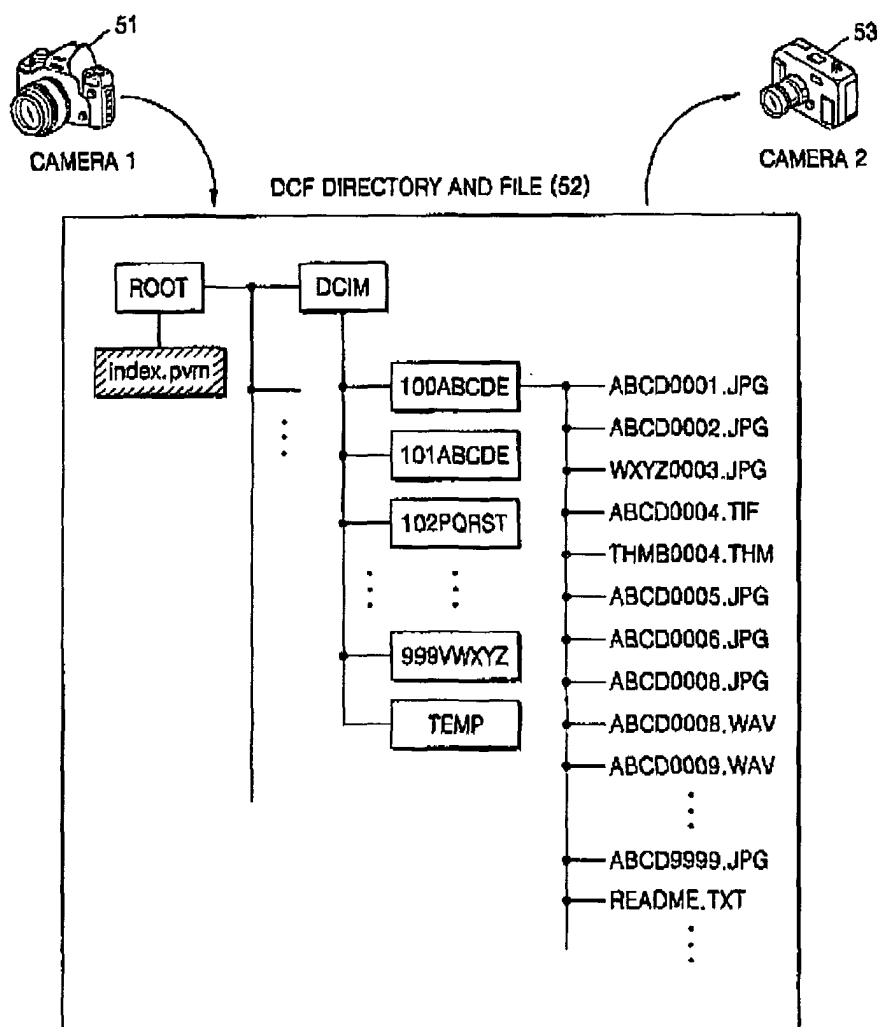 51
53
CAMERA 1
CAMERA 2
DCF DIRECTORY AND FILE (52)
ROOT
DCIM
index.pvm
100ABCDE
101ABCDE
102PQRST
999VWXYZ
TEMP
ABCD0001.JPG
ABCD0002.JPG
WXYZ0003.JPG
ABCD0004.TIF
THMB0004.THM
ABCD0005.JPG
ABCD0006.JPG
ABCD0008.JPG
ABCD0008.WAV
ABCD0009.WAV
ABCD9999.JPG
README.TXT